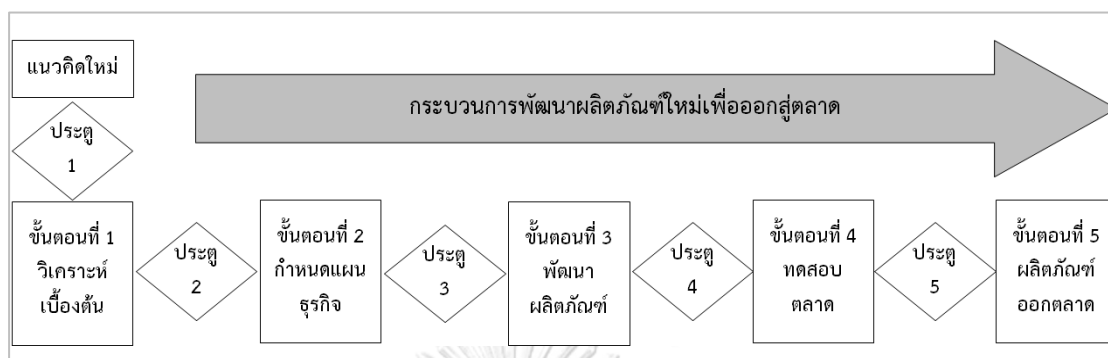 แนวคิดใหม่
กระบวนการพัฒนาผลิตภัณฑ์ใหม่เพื่อออกสู่ตลาด
ประตู
1
ขั้นตอนที่ 1
วิเคราะห์
เบื้องต้น
ประตู
2
ขั้นตอนที่ 2
กำหนดแผน
ธุรกิจ
ประตู
3
ขั้นตอนที่ 3
พัฒนา
ผลิตภัณฑ์
ประตู
4
ขั้นตอนที่ 4
ทดสอบ
ตลาด
ประตู
5
ขั้นตอนที่ 5
ผลิตภัณฑ์
ออกตลาด